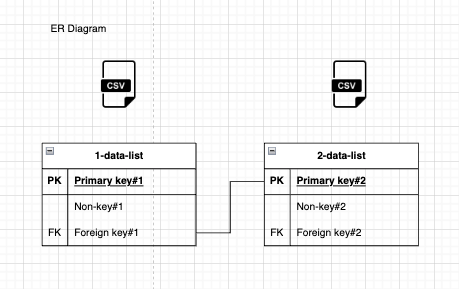 ER Diagram
CSV
CSV
1-data-list
PK Primary key#1
Non-key#1
FK Foreign key#1
2-data-list
PK Primary key#2
Non-key#2
FK Foreign key#2